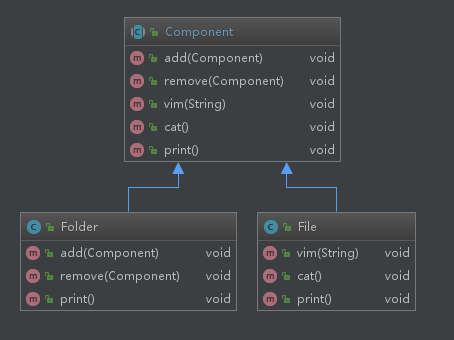 Component
add(Component) void
remove(Component) void
vim(String) void
cat() void
print() void
Folder
add(Component) void
remove(Component) void
print() void
File
vim(String) void
cat() void
print() void